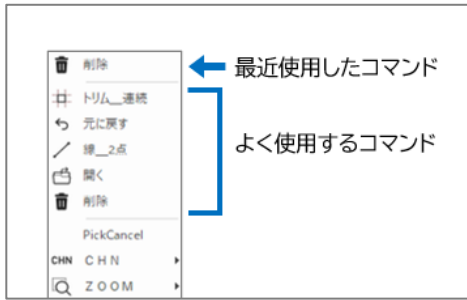 削除
最近使用したコマンド
トリム__連続
元に戻す
線__2点
開く
削除
よく使用するコマンド
PickCancel
CHN C H N
Z O O M